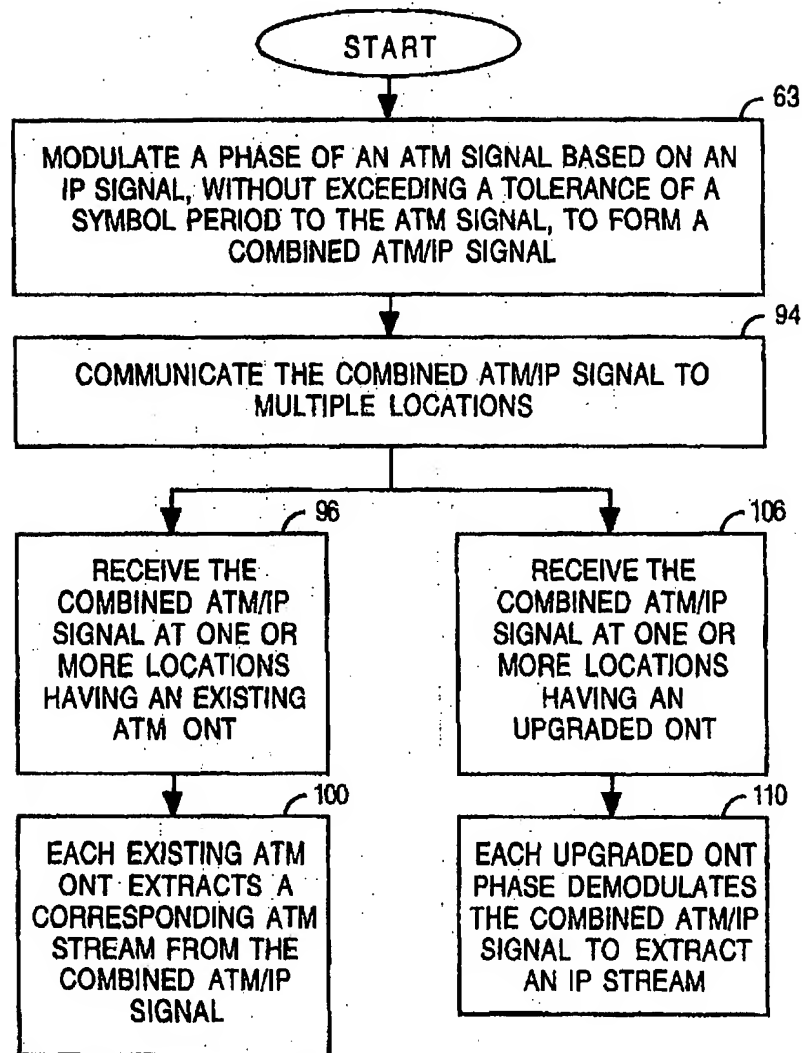 START
63
MODULATE A PHASE OF AN ATM SIGNAL BASED ON AN
IP SIGNAL, WITHOUT EXCEEDING A TOLERANCE OF A
SYMBOL PERIOD TO THE ATM SIGNAL, TO FORM A
COMBINED ATM/IP SIGNAL
94
COMMUNICATE THE COMBINED ATM/IP SIGNAL TO
MULTIPLE LOCATIONS
96
RECEIVE THE
COMBINED ATM/IP
SIGNAL AT ONE OR
MORE LOCATIONS
HAVING AN EXISTING
ATM ONT
106
RECEIVE THE
COMBINED ATM/IP
SIGNAL AT ONE OR
MORE LOCATIONS
HAVING AN
UPGRADED ONT
100
EACH EXISTING ATM
ONT EXTRACTS A
CORRESPONDING ATM
STREAM FROM THE
COMBINED ATM/IP
SIGNAL
110
EACH UPGRADED ONT
PHASE DEMODULATES
THE COMBINED ATM/IP
SIGNAL TO EXTRACT
AN IP STREAM